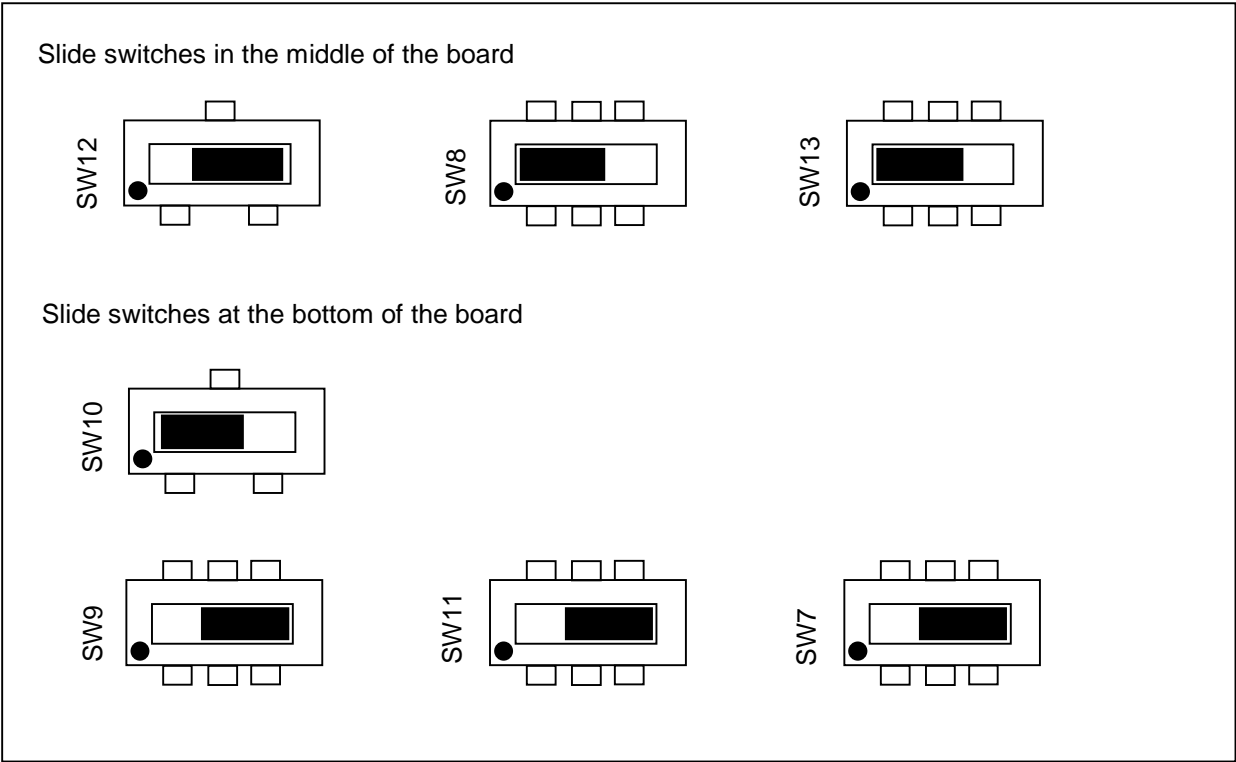 Slide switches in the middle of the board
SW12
SW8
SW13
Slide switches at the bottom of the board
SW10
SW9
SW11
SW7